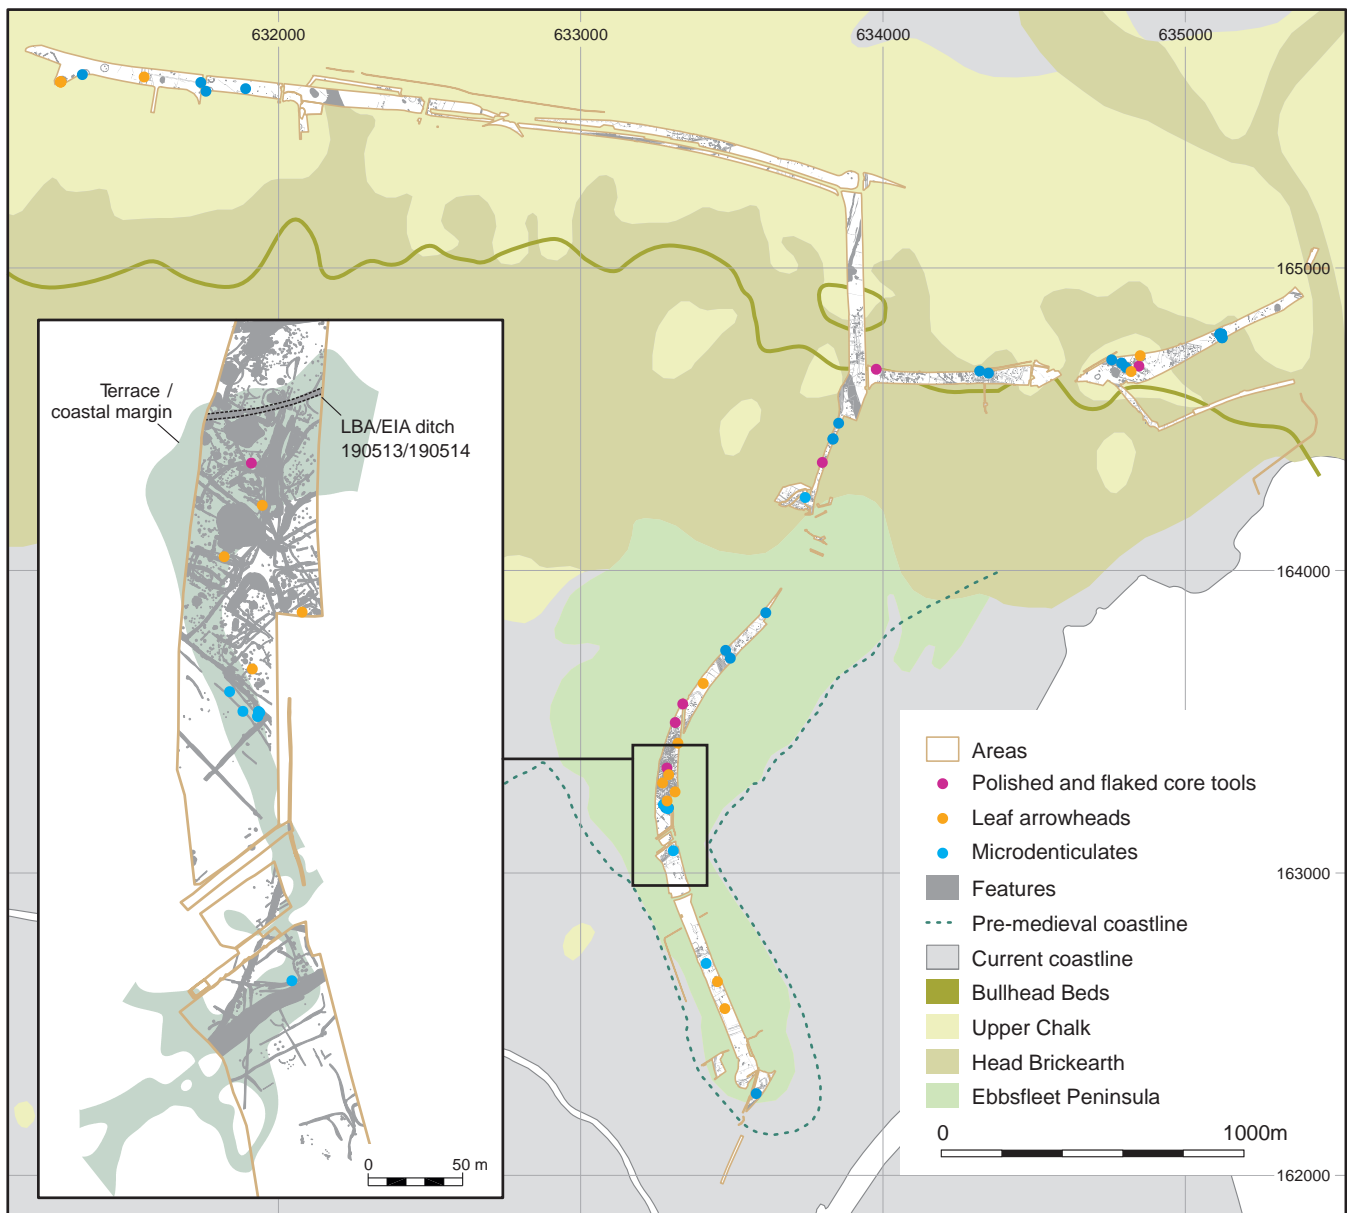 632000
633000
634000
635000
165000
164000
163000
162000
Terrace /
coastal margin
LBA/EIA ditch
190513/190514
0
50 m
Areas
Polished and flaked core tools
Leaf arrowheads
Microdenticulates
Features
Pre-medieval coastline
Current coastline
Bullhead Beds
Upper Chalk
Head Brickearth
Ebbsfleet Peninsula
0
1000m